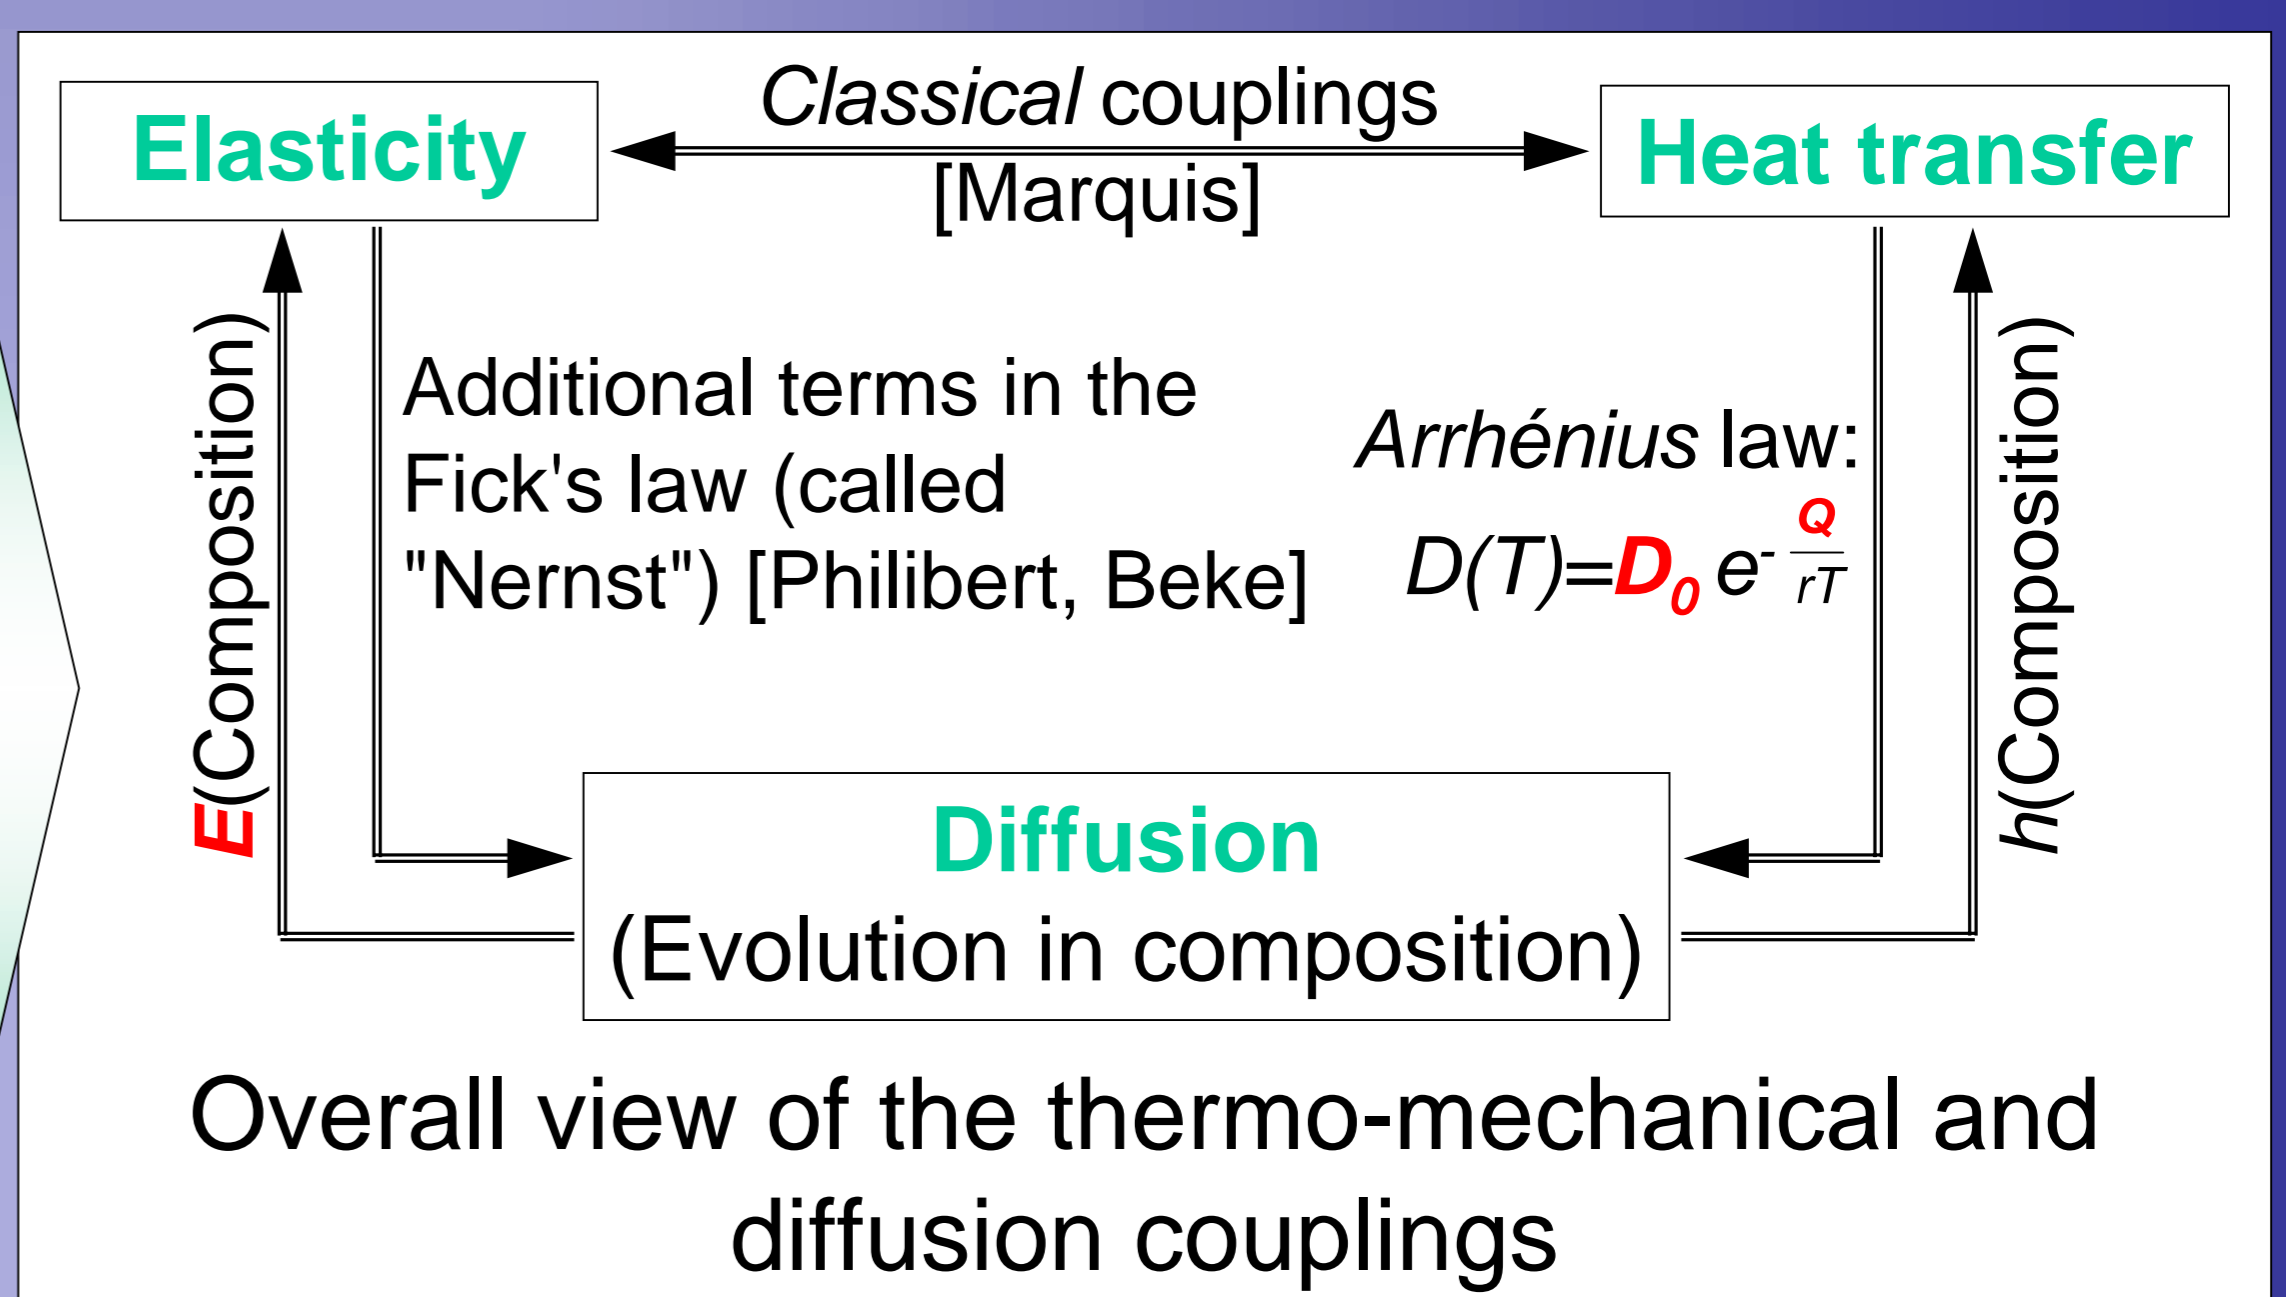 Elasticity
Classical couplings
[Marquis]
Heat transfer
E(Composition)
Additional terms in the
Fick's law (called
"Nernst") [Philibert, Beke]
Arrhénius law:
D(T)=D₀ e^(- Q/rT)
h(Composition)
Diffusion
(Evolution in composition)
Overall view of the thermo-mechanical and
diffusion couplings